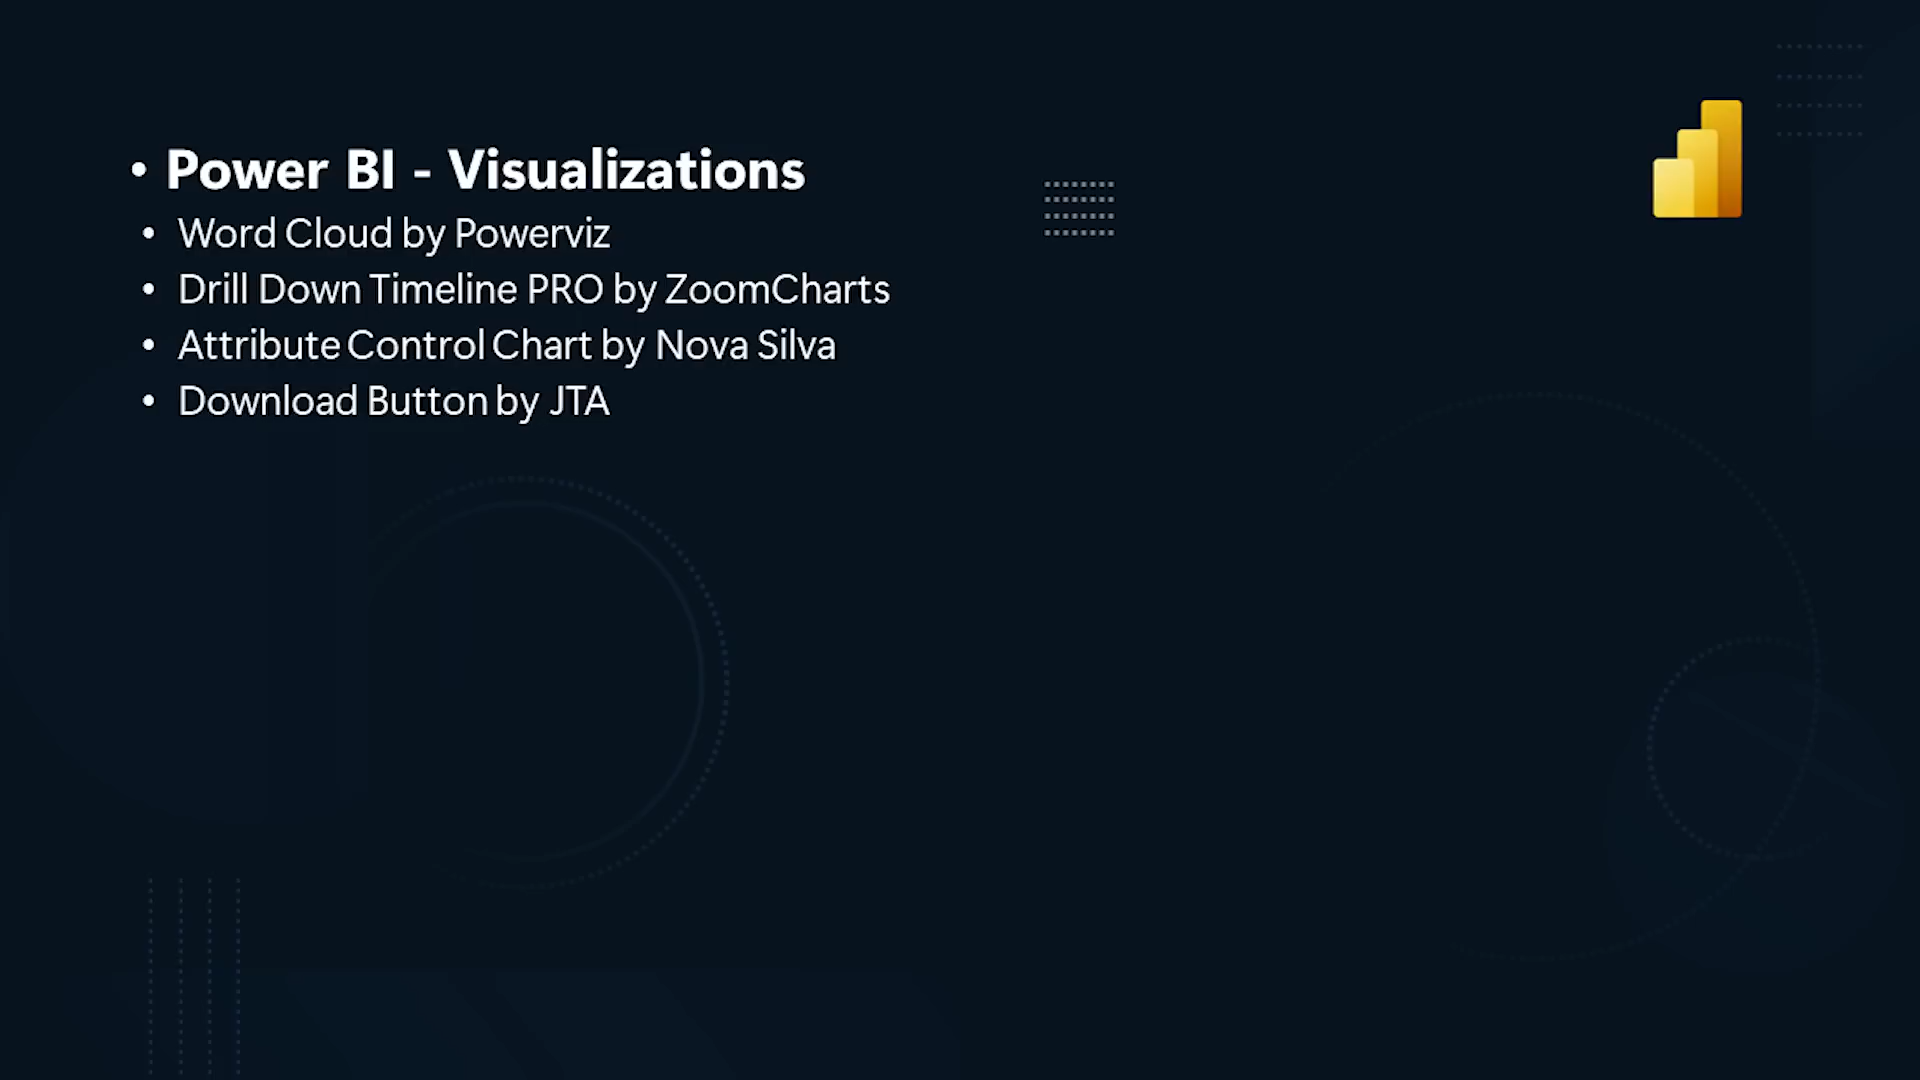 • Power BI - Visualizations
• Word Cloud by Powerviz
• Drill Down Timeline PRO by ZoomCharts
• Attribute Control Chart by Nova Silva
• Download Button by JTA